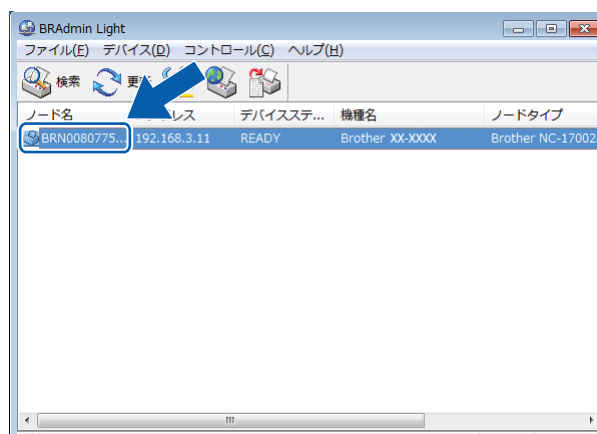 BRAdmin Light
ファイル(F) デバイス(D) コントロール(C) ヘルプ(H)
検索
ノード名 レス デバイスステ... 機種名 ノードタイプ
BRN0080775... 192.168.3.11 READY Brother XX-XXXX Brother NC-17002